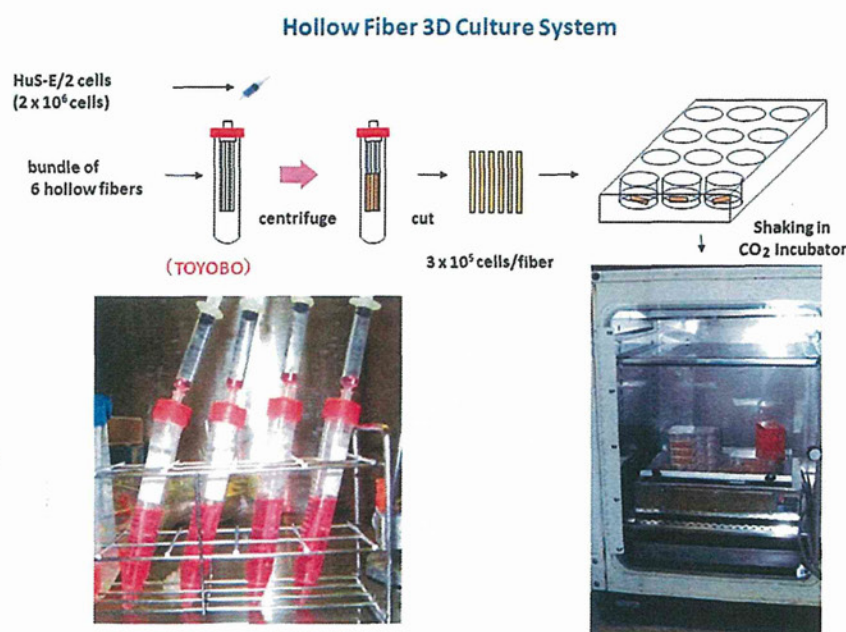 Hollow Fiber 3D Culture System
HuS-E/2 cells
(2 x 10⁶ cells)
bundle of
6 hollow fibers
centrifuge
cut
(TOYOBO)
3 x 10⁵ cells/fiber
Shaking in
CO₂ Incubator